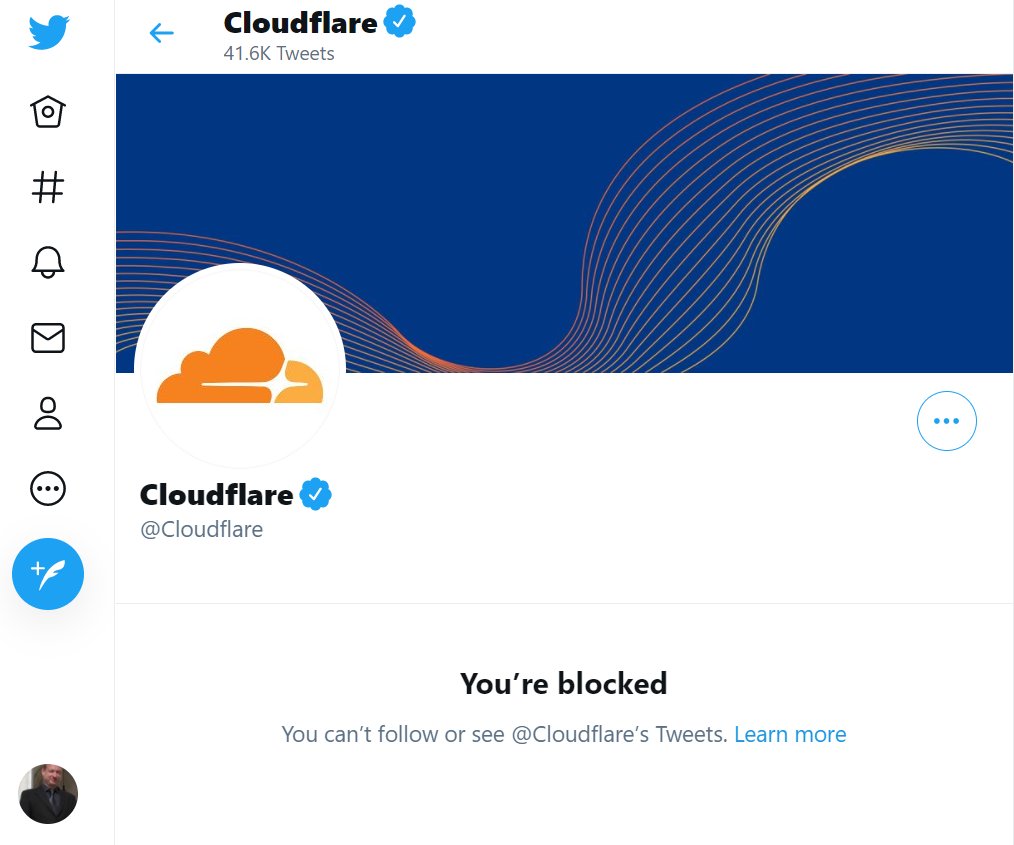 Cloudflare
41.6K Tweets
Cloudflare
@Cloudflare
You’re blocked
You can’t follow or see @Cloudflare’s Tweets. Learn more